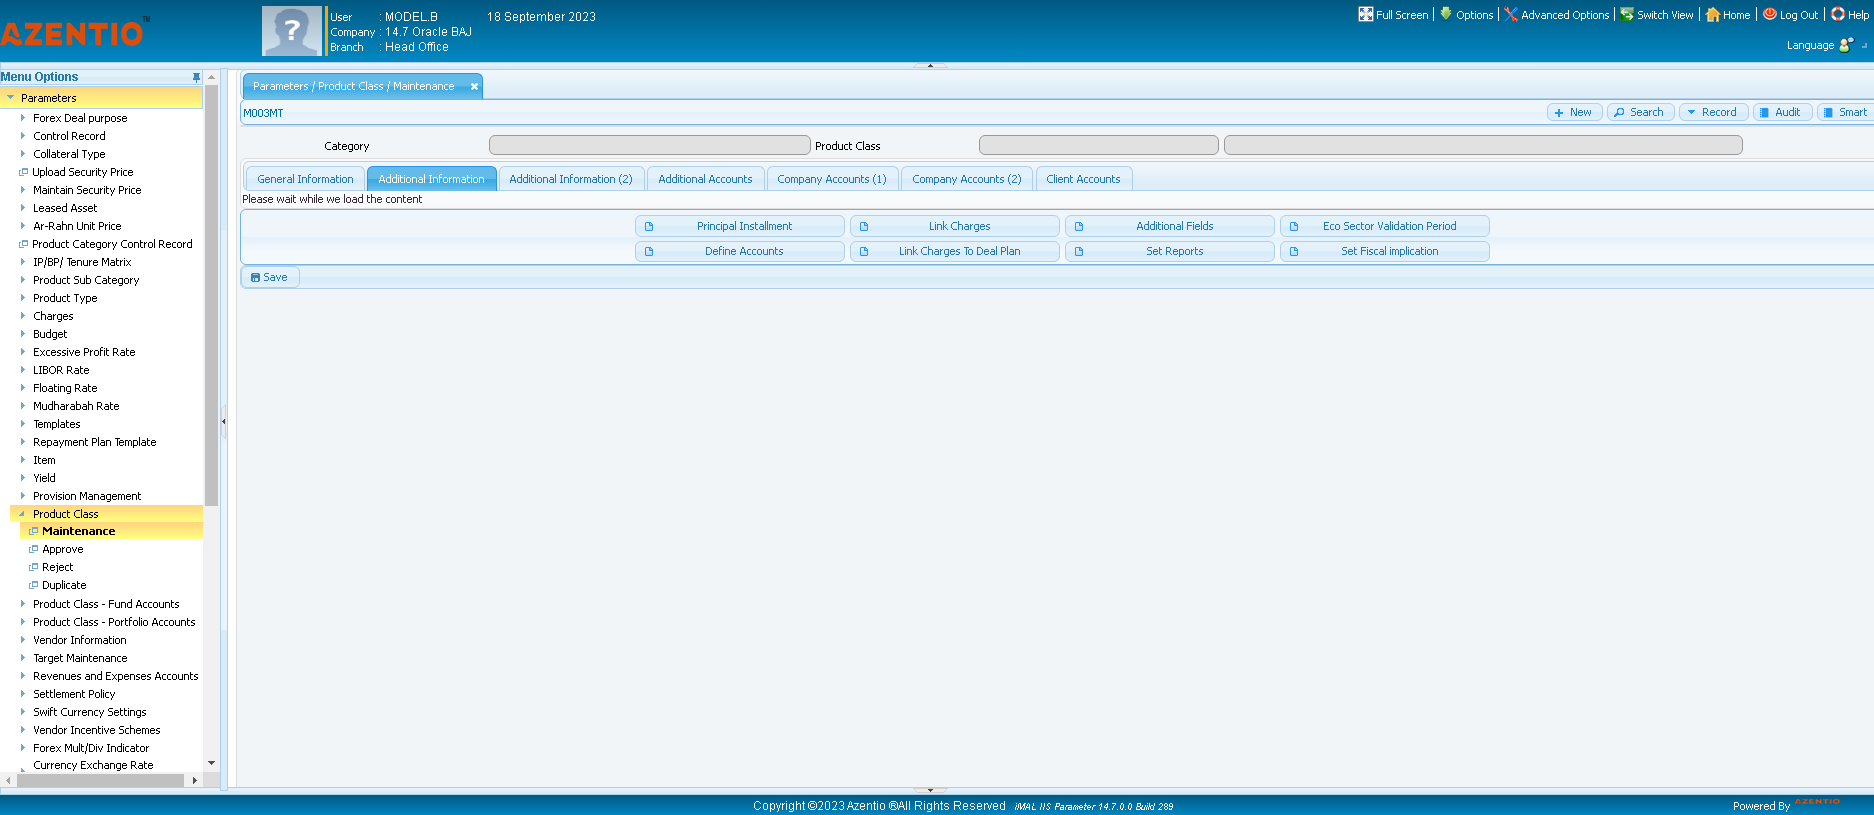 AZENTIO™
?
User : MODEL.B 18 September 2023
Company : 14.7 Oracle BAJ
Branch : Head Office
Full Screen Options Advanced Options Switch View Home Log Out Help
Language
Menu Options
Parameters
Forex Deal purpose
Control Record
Collateral Type
Upload Security Price
Maintain Security Price
Leased Asset
Ar-Rahn Unit Price
Product Category Control Record
IP/BP/ Tenure Matrix
Product Sub Category
Product Type
Charges
Budget
Excessive Profit Rate
LIBOR Rate
Floating Rate
Mudharabah Rate
Templates
Repayment Plan Template
Item
Yield
Provision Management
Product Class
Maintenance
Approve
Reject
Duplicate
Product Class - Fund Accounts
Product Class - Portfolio Accounts
Vendor Information
Target Maintenance
Revenues and Expenses Accounts
Settlement Policy
Swift Currency Settings
Vendor Incentive Schemes
Forex Mult/Div Indicator
Currency Exchange Rate
Parameters / Product Class / Maintenance
M003MT
New Search Record Audit Smart
Category Product Class
General Information Additional Information Additional Information (2) Additional Accounts Company Accounts (1) Company Accounts (2) Client Accounts
Please wait while we load the content
Principal Installment Link Charges Additional Fields Eco Sector Validation Period
Define Accounts Link Charges To Deal Plan Set Reports Set Fiscal implication
Save
Copyright ©2023 Azentio ®All Rights Reserved iMAL IIS Parameter 14.7.0.0 Build 289
Powered By AZENTIO